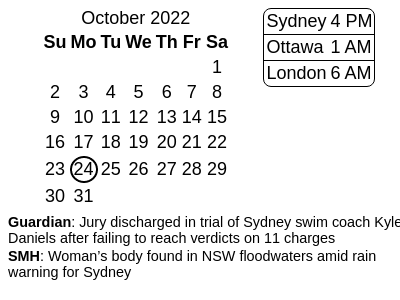 October 2022
Su Mo Tu We Th Fr Sa
1
2 3 4 5 6 7 8
9 10 11 12 13 14 15
16 17 18 19 20 21 22
23 24 25 26 27 28 29
30 31
Sydney 4 PM
Ottawa 1 AM
London 6 AM
Guardian: Jury discharged in trial of Sydney swim coach Kyle
Daniels after failing to reach verdicts on 11 charges
SMH: Woman’s body found in NSW floodwaters amid rain
warning for Sydney